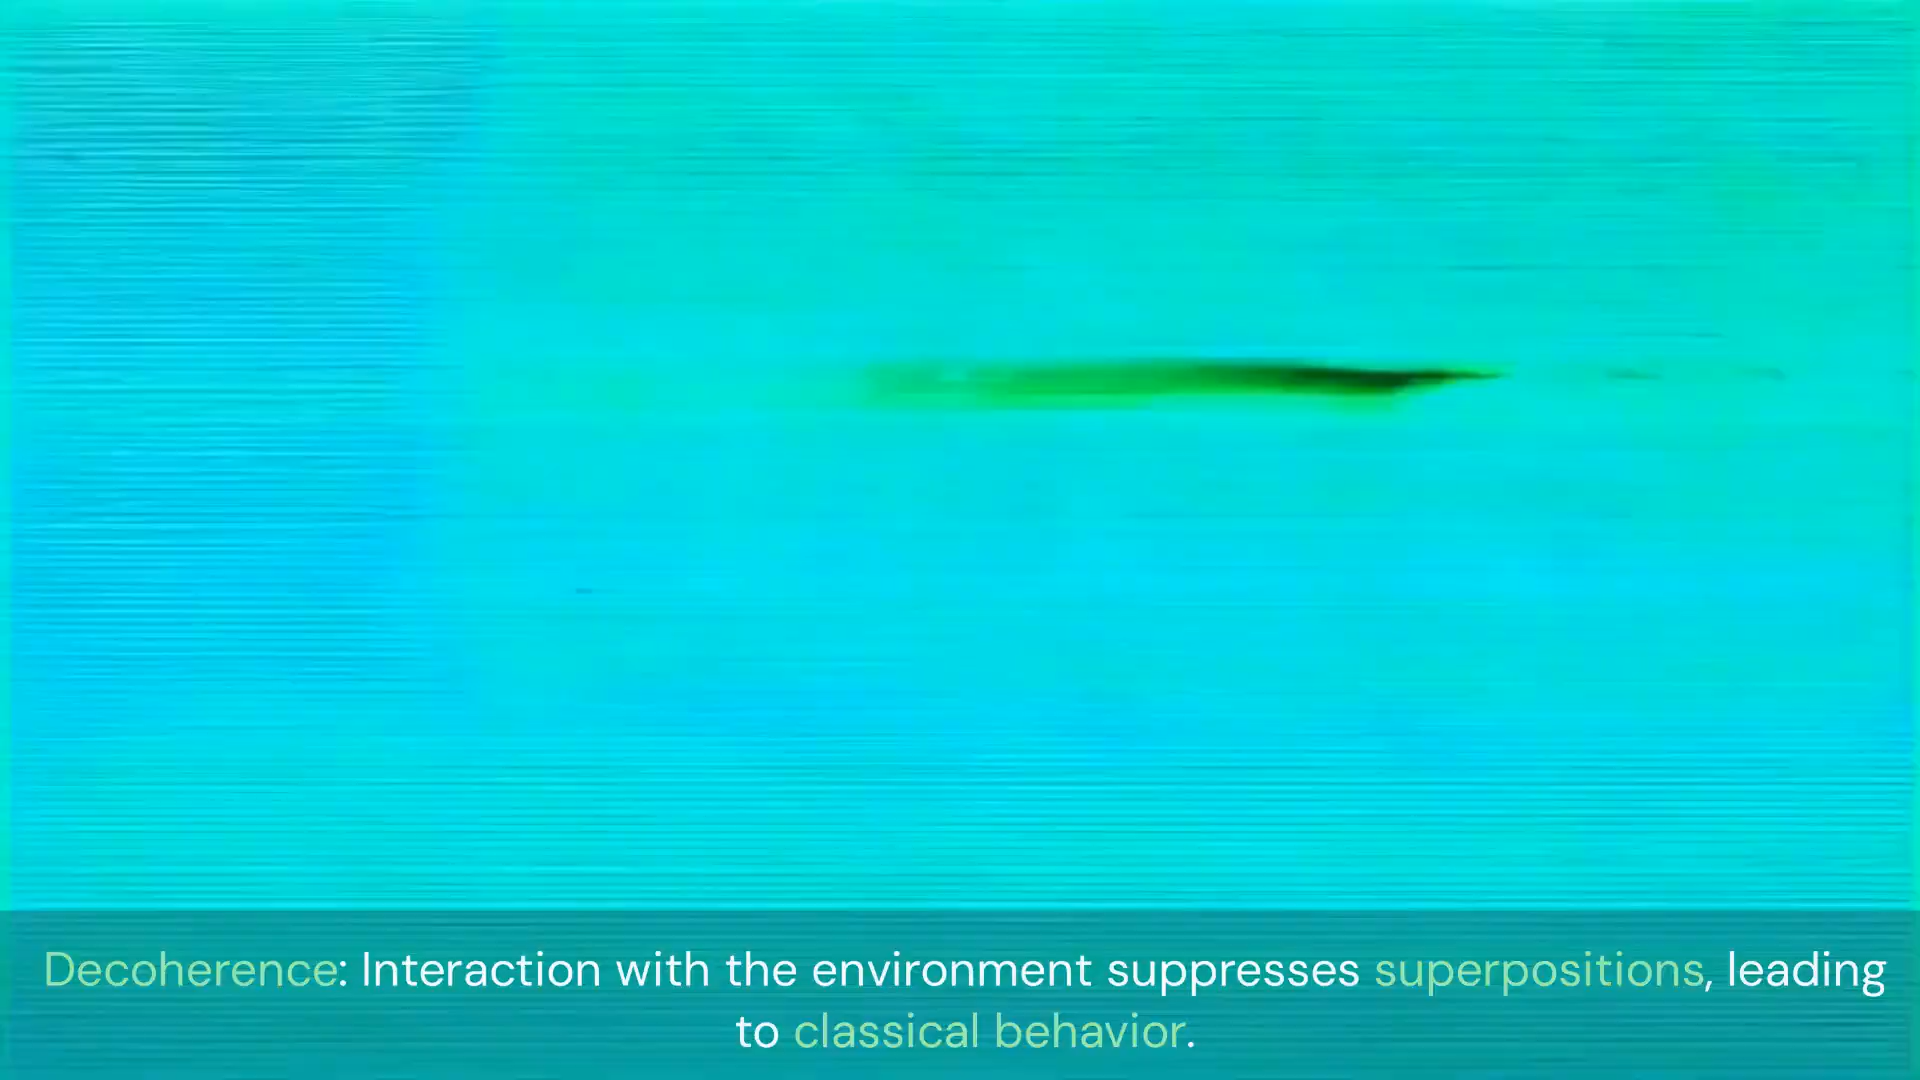 Decoherence: Interaction with the environment suppresses superpositions, leading
to classical behavior.